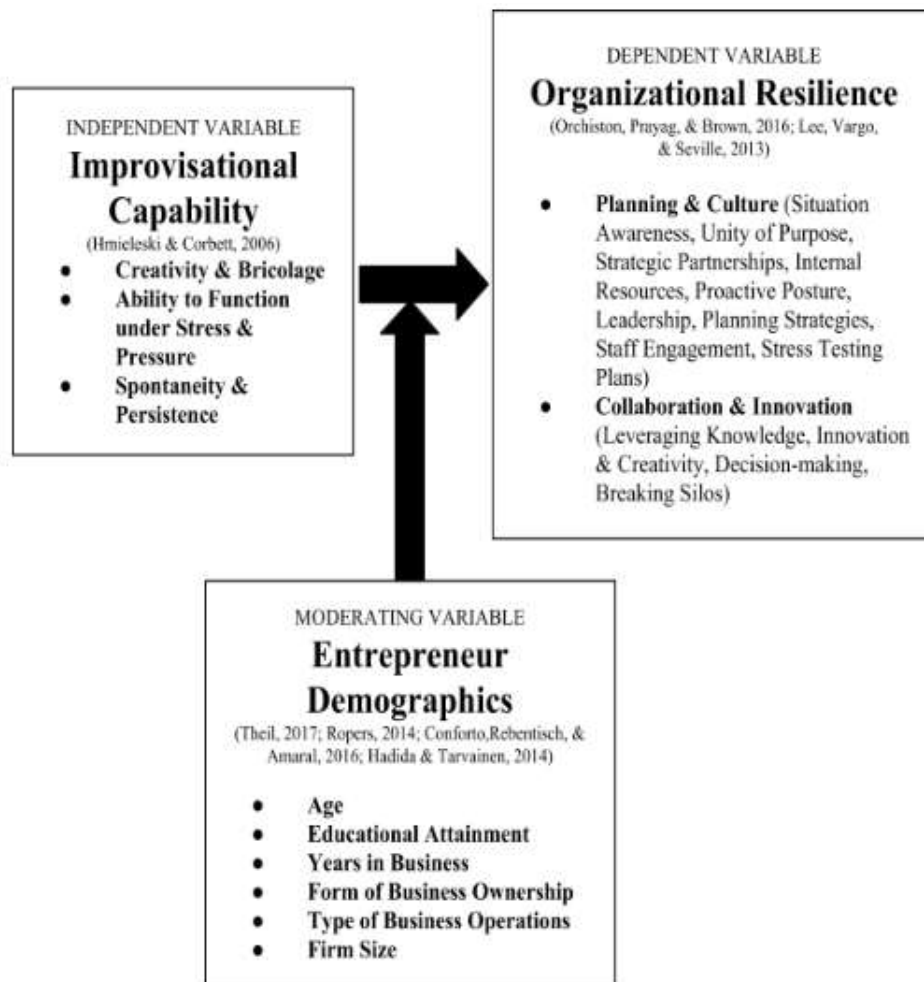 INDEPENDENT VARIABLE
Improvisational
Capability
(Hmieleski & Corbett, 2006)
● Creativity & Bricolage
● Ability to Function
under Stress &
Pressure
● Spontaneity &
Persistence
DEPENDENT VARIABLE
Organizational Resilience
(Orchiston, Prayag, & Brown, 2016; Lee, Vargo,
& Seville, 2013)
● Planning & Culture (Situation
Awareness, Unity of Purpose,
Strategic Partnerships, Internal
Resources, Proactive Posture,
Leadership, Planning Strategies,
Staff Engagement, Stress Testing
Plans)
● Collaboration & Innovation
(Leveraging Knowledge, Innovation
& Creativity, Decision-making,
Breaking Silos)
MODERATING VARIABLE
Entrepreneur
Demographics
(Theil, 2017; Ropers, 2014; Conforto,Rebentisch, &
Amaral, 2016; Hadida & Tarvainen, 2014)
● Age
● Educational Attainment
● Years in Business
● Form of Business Ownership
● Type of Business Operations
● Firm Size